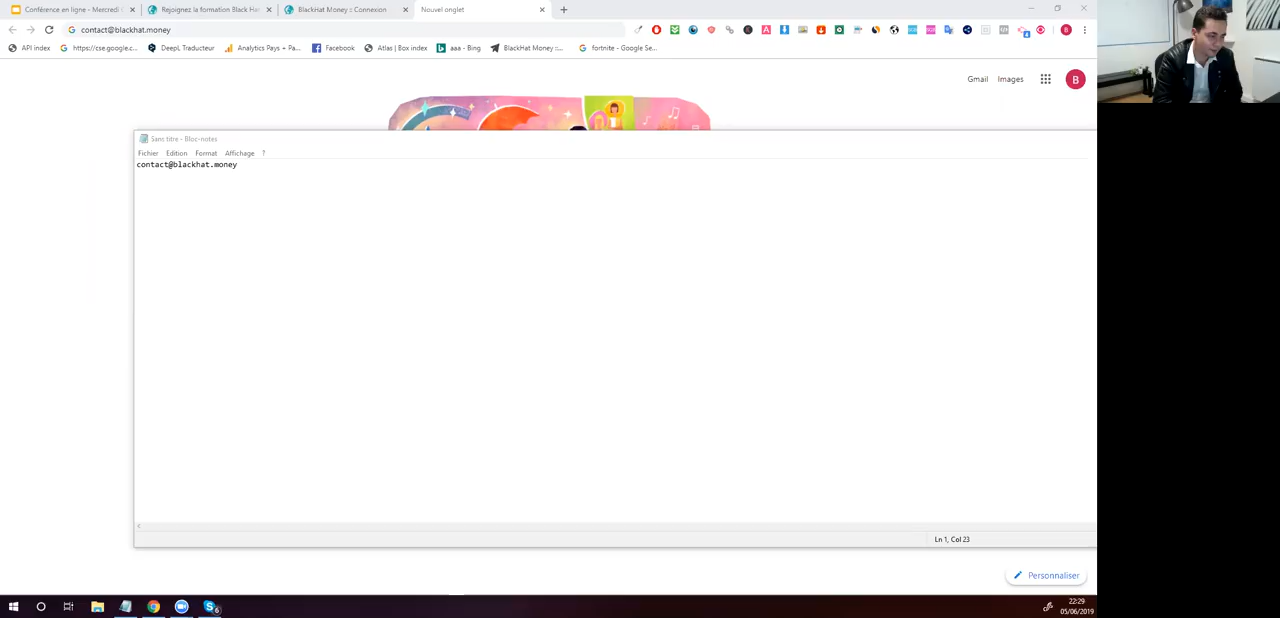 Conférence en ligne - Mercredi
Rejoignez la formation Black Ha
BlackHat Money :: Connexion
Nouvel onglet
contact@blackhat.money
API index
https://cse.google.c...
DeepL Traducteur
Analytics Pays + Pa...
Facebook
Atlas | Box index
aaa - Bing
BlackHat Money ::...
fortnite - Google Se...
Gmail
Images
B
Sans titre - Bloc-notes
Fichier
Edition
Format
Affichage
?
contact@blackhat.money
Ln 1, Col 23
Personnaliser
22:29
05/06/2019